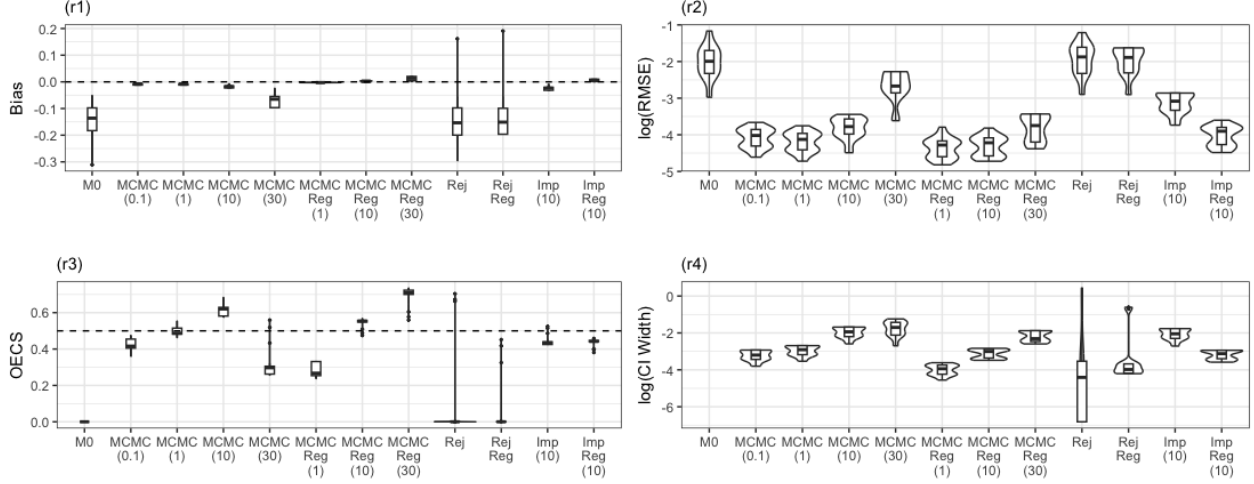 (r1)
Bias
0.2
0.1
0.0
-0.1
-0.2
-0.3
M0 MCMC MCMC MCMC MCMC MCMC MCMC MCMC Rej Rej Imp Imp
(0.1) (1) (10) (30) Reg Reg Reg Reg (10) Reg
(1) (10) (30) (10)
(r2)
log(RMSE)
-1
-2
-3
-4
-5
M0 MCMC MCMC MCMC MCMC MCMC MCMC MCMC Rej Rej Imp Imp
(0.1) (1) (10) (30) Reg Reg Reg Reg (10) Reg
(1) (10) (30) (10)
(r3)
OECS
0.6
0.4
0.2
0.0
M0 MCMC MCMC MCMC MCMC MCMC MCMC MCMC Rej Rej Imp Imp
(0.1) (1) (10) (30) Reg Reg Reg Reg (10) Reg
(1) (10) (30) (10)
(r4)
log(CI Width)
0
-2
-4
-6
M0 MCMC MCMC MCMC MCMC MCMC MCMC MCMC Rej Rej Imp Imp
(0.1) (1) (10) (30) Reg Reg Reg Reg (10) Reg
(1) (10) (30) (10)